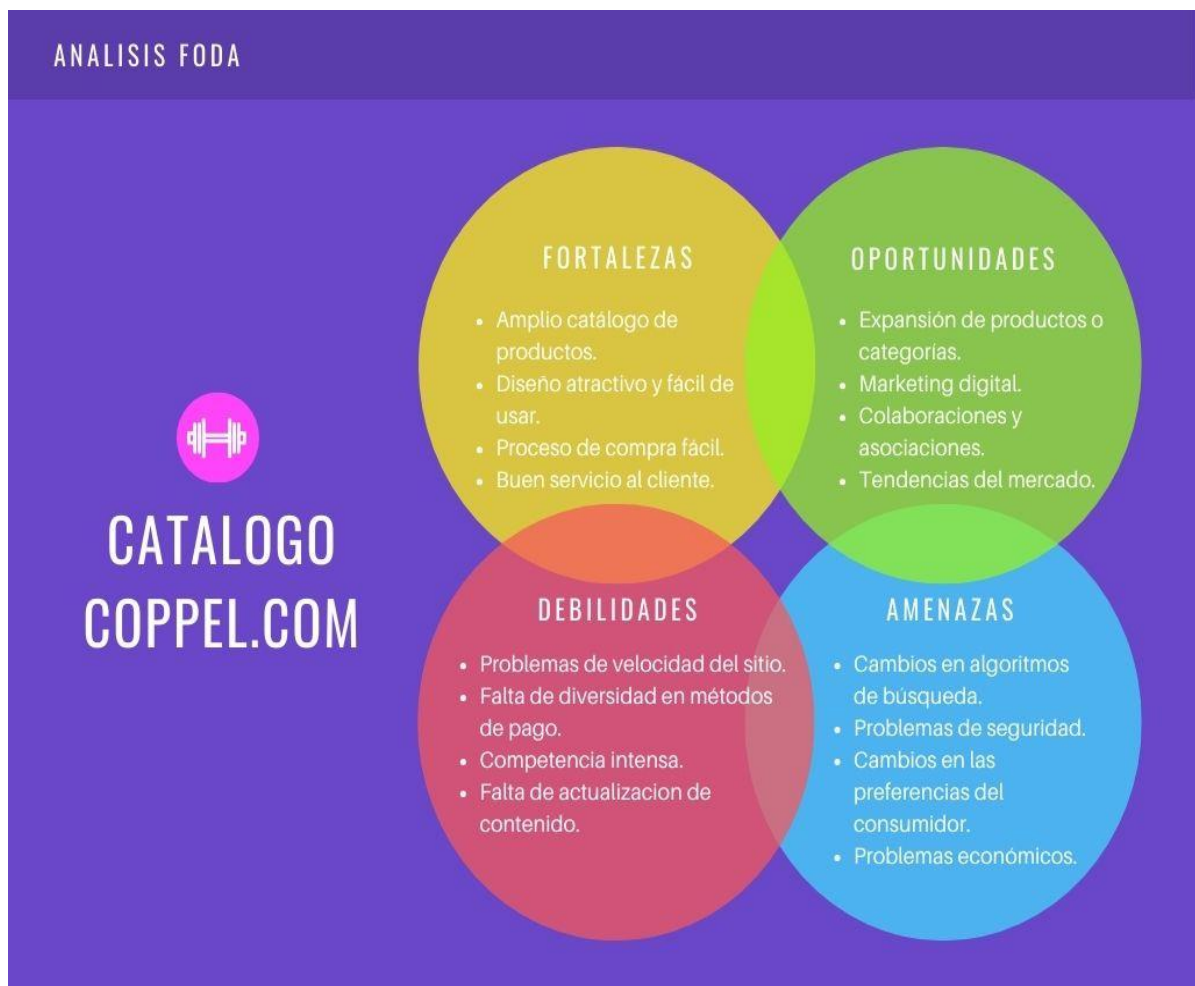 ANALISIS FODA
CATALOGO
COPPEL.COM
FORTALEZAS
• Amplio catálogo de
productos.
• Diseño atractivo y fácil de
usar.
• Proceso de compra fácil.
• Buen servicio al cliente.
OPORTUNIDADES
• Expansión de productos o
categorías.
• Marketing digital.
• Colaboraciones y
asociaciones.
• Tendencias del mercado.
DEBILIDADES
• Problemas de velocidad del sitio.
• Falta de diversidad en métodos
de pago.
• Competencia intensa.
• Falta de actualizacion de
contenido.
AMENAZAS
• Cambios en algoritmos
de búsqueda.
• Problemas de seguridad.
• Cambios en las
preferencias del
consumidor.
• Problemas económicos.